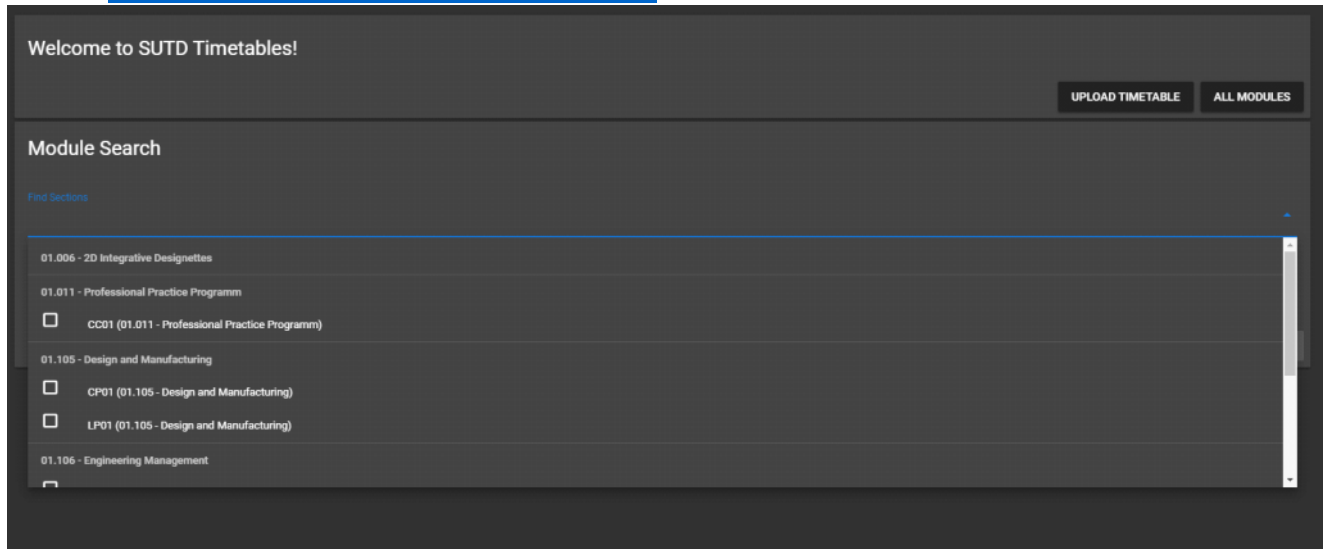 Welcome to SUTD Timetables!
UPLOAD TIMETABLE ALL MODULES
Module Search
Find Sections
01.006 - 2D Integrative Designettes
01.011 - Professional Practice Programm
CC01 (01.011 - Professional Practice Programm)
01.105 - Design and Manufacturing
CP01 (01.105 - Design and Manufacturing)
LP01 (01.105 - Design and Manufacturing)
01.106 - Engineering Management